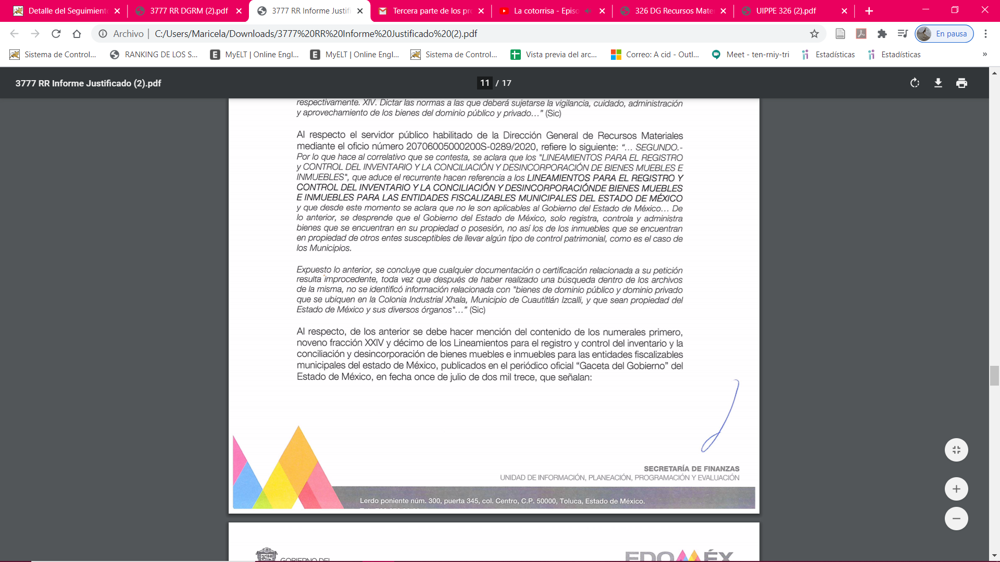 Detalle del Seguimiento
3777 RR DGRM (2).pdf
3777 RR Informe Justifi
Tercera parte de los pr
La cotorrisa - Episo
326 DG Recursos Mate
UIPPE 326 (2).pdf
Archivo | C:/Users/Maricela/Downloads/3777%20RR%20Informe%20Justificado%20(2).pdf
En pausa
Sistema de Control...
RANKING DE LOS S...
MyELT | Online Engl...
MyELT | Online Engl...
Sistema de Control...
Vista previa del arc...
Correo: A cid - Outl...
Meet - ten-rniy-tri
Estadísticas
Estadísticas
»
3777 RR Informe Justificado (2).pdf
11 / 17
respectivamente. XIV. Dictar las normas a las que deberá sujetarse la vigilancia, cuidado, administración
y aprovechamiento de los bienes del dominio público y privado…" (Sic)
Al respecto el servidor público habilitado de la Dirección General de Recursos Materiales
mediante el oficio número 20706005000200S-0289/2020, refiere lo siguiente: "… SEGUNDO.-
Por lo que hace al correlativo que se contesta, se aclara que los "LINEAMIENTOS PARA EL REGISTRO
y CONTROL DEL INVENTARIO Y LA CONCILIACIÓN Y DESINCORPORACIÓN DE BIENES MUEBLES E
INMUEBLES", que aduce el recurrente hacen referencia a los LINEAMIENTOS PARA EL REGISTRO Y
CONTROL DEL INVENTARIO Y LA CONCILIACIÓN Y DESINCORPORACIÓNDE BIENES MUEBLES
E INMUEBLES PARA LAS ENTIDADES FISCALIZABLES MUNICIPALES DEL ESTADO DE MÉXICO
y que desde este momento se aclara que no le son aplicables al Gobierno del Estado de México… De
lo anterior, se desprende que el Gobierno del Estado de México, solo registra, controla y administra
bienes que se encuentran en su propiedad o posesión, no así los de los inmuebles que se encuentran
en propiedad de otros entes susceptibles de llevar algún tipo de control patrimonial, como es el caso de
los Municipios.
Expuesto lo anterior, se concluye que cualquier documentación o certificación relacionada a su petición
resulta improcedente, toda vez que después de haber realizado una búsqueda dentro de los archivos
de la misma, no se identificó información relacionada con "bienes de dominio público y dominio privado
que se ubiquen en la Colonia Industrial Xhala, Municipio de Cuautitlán Izcalli, y que sean propiedad del
Estado de México y sus diversos órganos"…" (Sic)
Al respecto, de los anterior se debe hacer mención del contenido de los numerales primero,
noveno fracción XXIV y décimo de los Lineamientos para el registro y control del inventario y la
conciliación y desincorporación de bienes muebles e inmuebles para las entidades fiscalizables
municipales del estado de México, publicados en el periódico oficial "Gaceta del Gobierno" del
Estado de México, en fecha once de julio de dos mil trece, que señalan:
SECRETARÍA DE FINANZAS
UNIDAD DE INFORMACIÓN, PLANEACIÓN, PROGRAMACIÓN Y EVALUACIÓN
Lerdo poniente núm. 300, puerta 345, col. Centro, C.P. 50000, Toluca, Estado de México.
GOBIERNO DEL
EDOMÉX